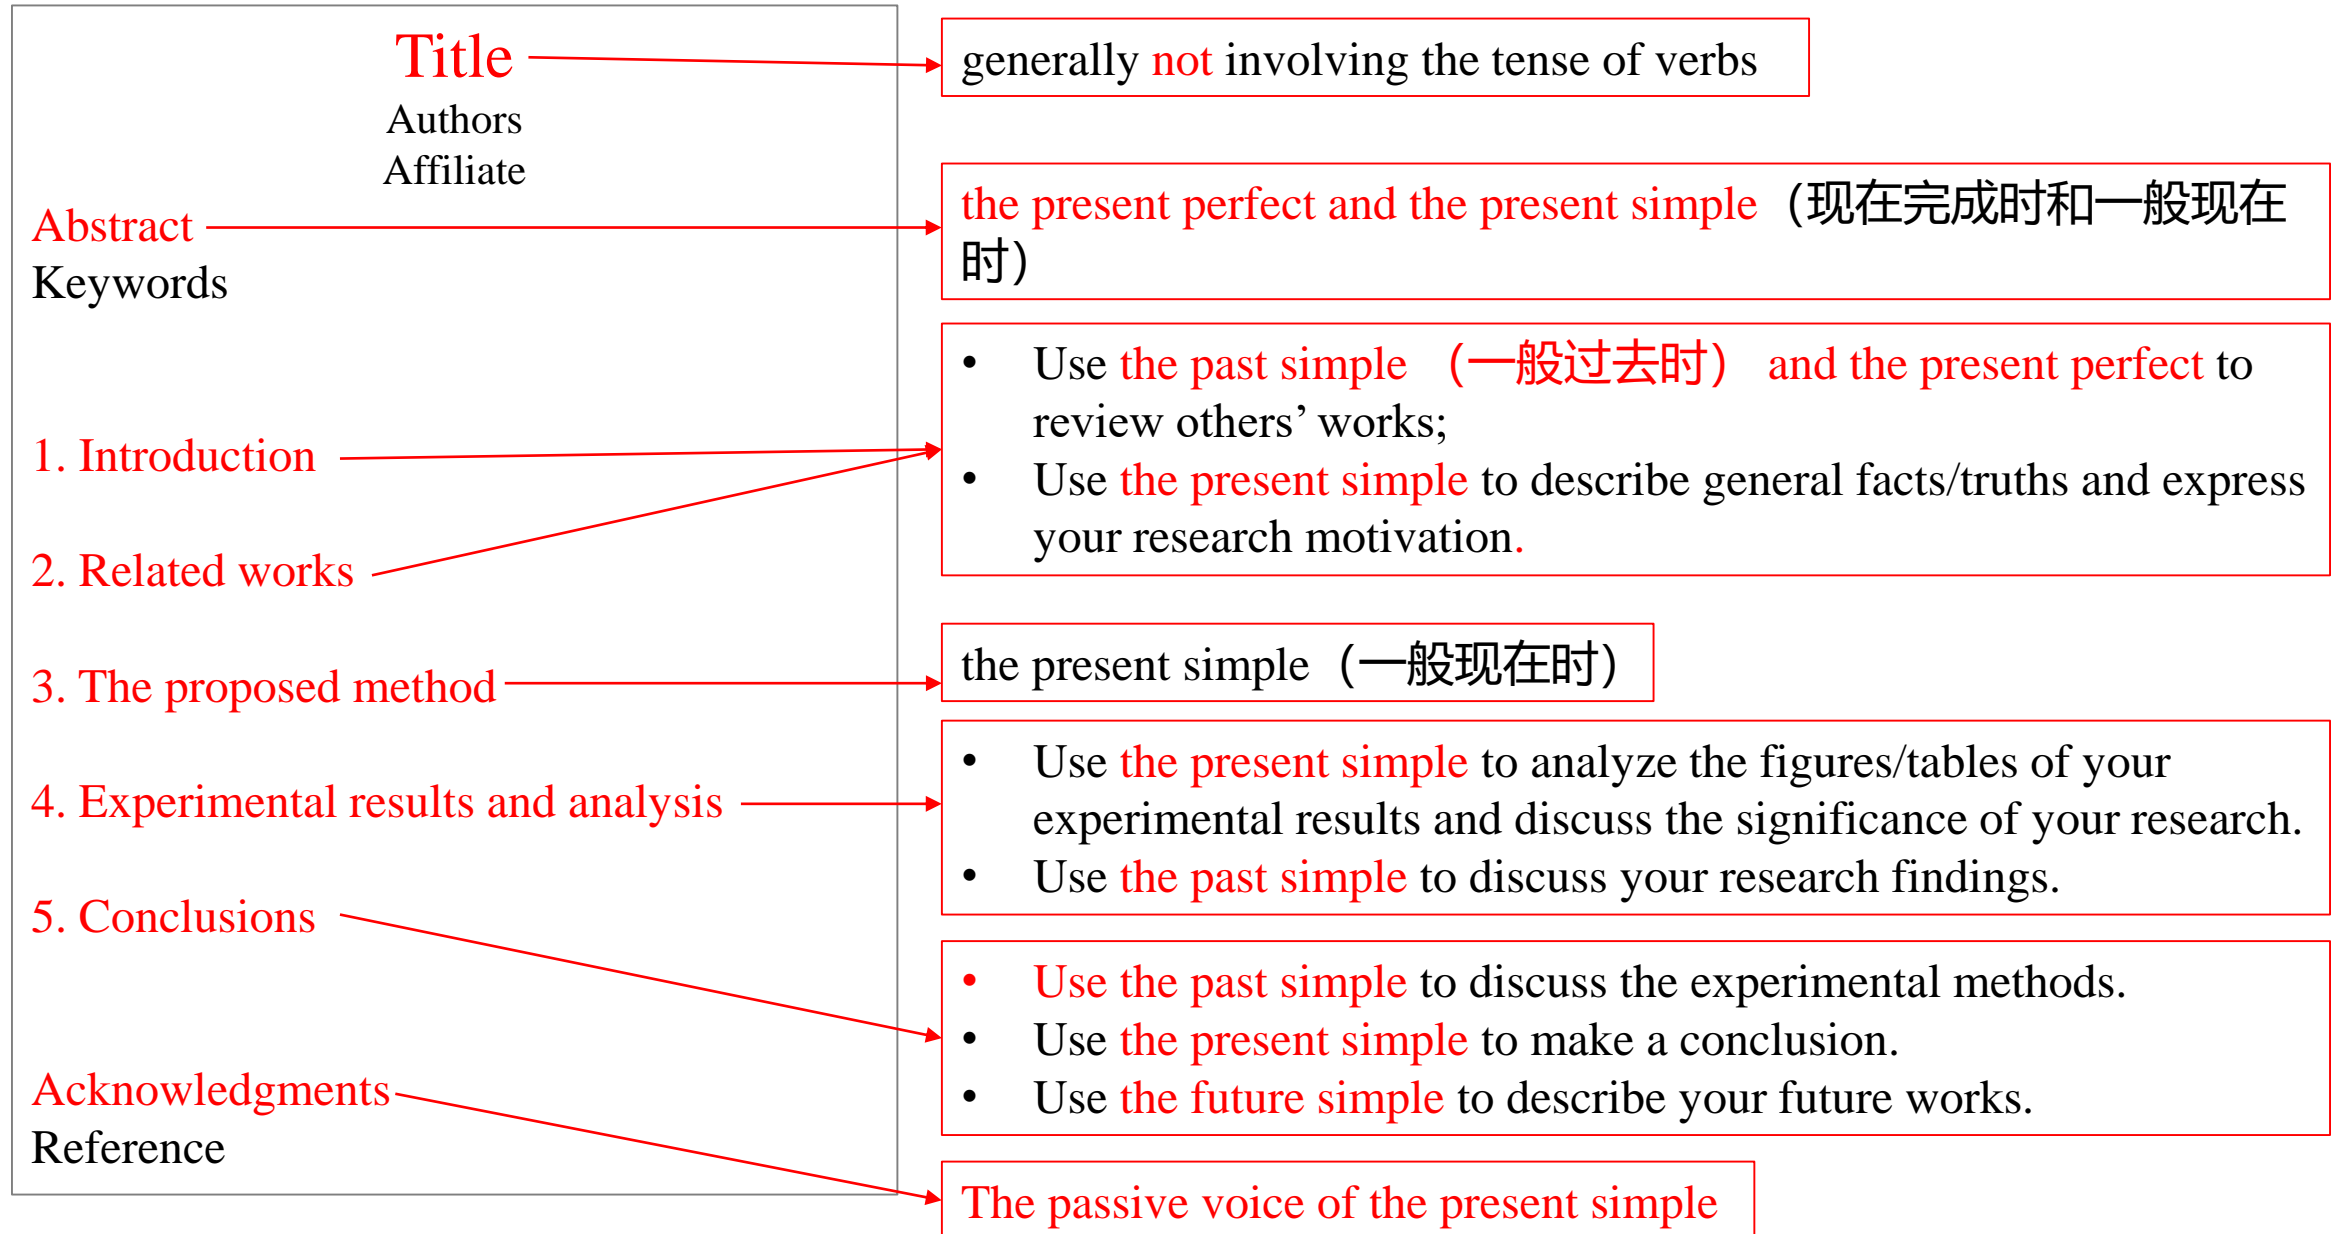 Title
Authors
Affiliate
Abstract
Keywords
1. Introduction
2. Related works
3. The proposed method
4. Experimental results and analysis
5. Conclusions
Acknowledgments
Reference
generally not involving the tense of verbs
the present perfect and the present simple（现在完成时和一般现在
时）
• Use the past simple （一般过去时） and the present perfect to
review others’ works;
• Use the present simple to describe general facts/truths and express
your research motivation.
the present simple（一般现在时）
• Use the present simple to analyze the figures/tables of your
experimental results and discuss the significance of your research.
• Use the past simple to discuss your research findings.
• Use the past simple to discuss the experimental methods.
• Use the present simple to make a conclusion.
• Use the future simple to describe your future works.
The passive voice of the present simple